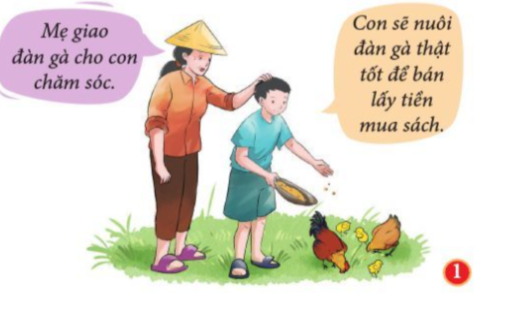 Mẹ giao
đàn gà cho con
chăm sóc.
Con sẽ nuôi
đàn gà thật
tốt để bán
lấy tiền
mua sách.
1